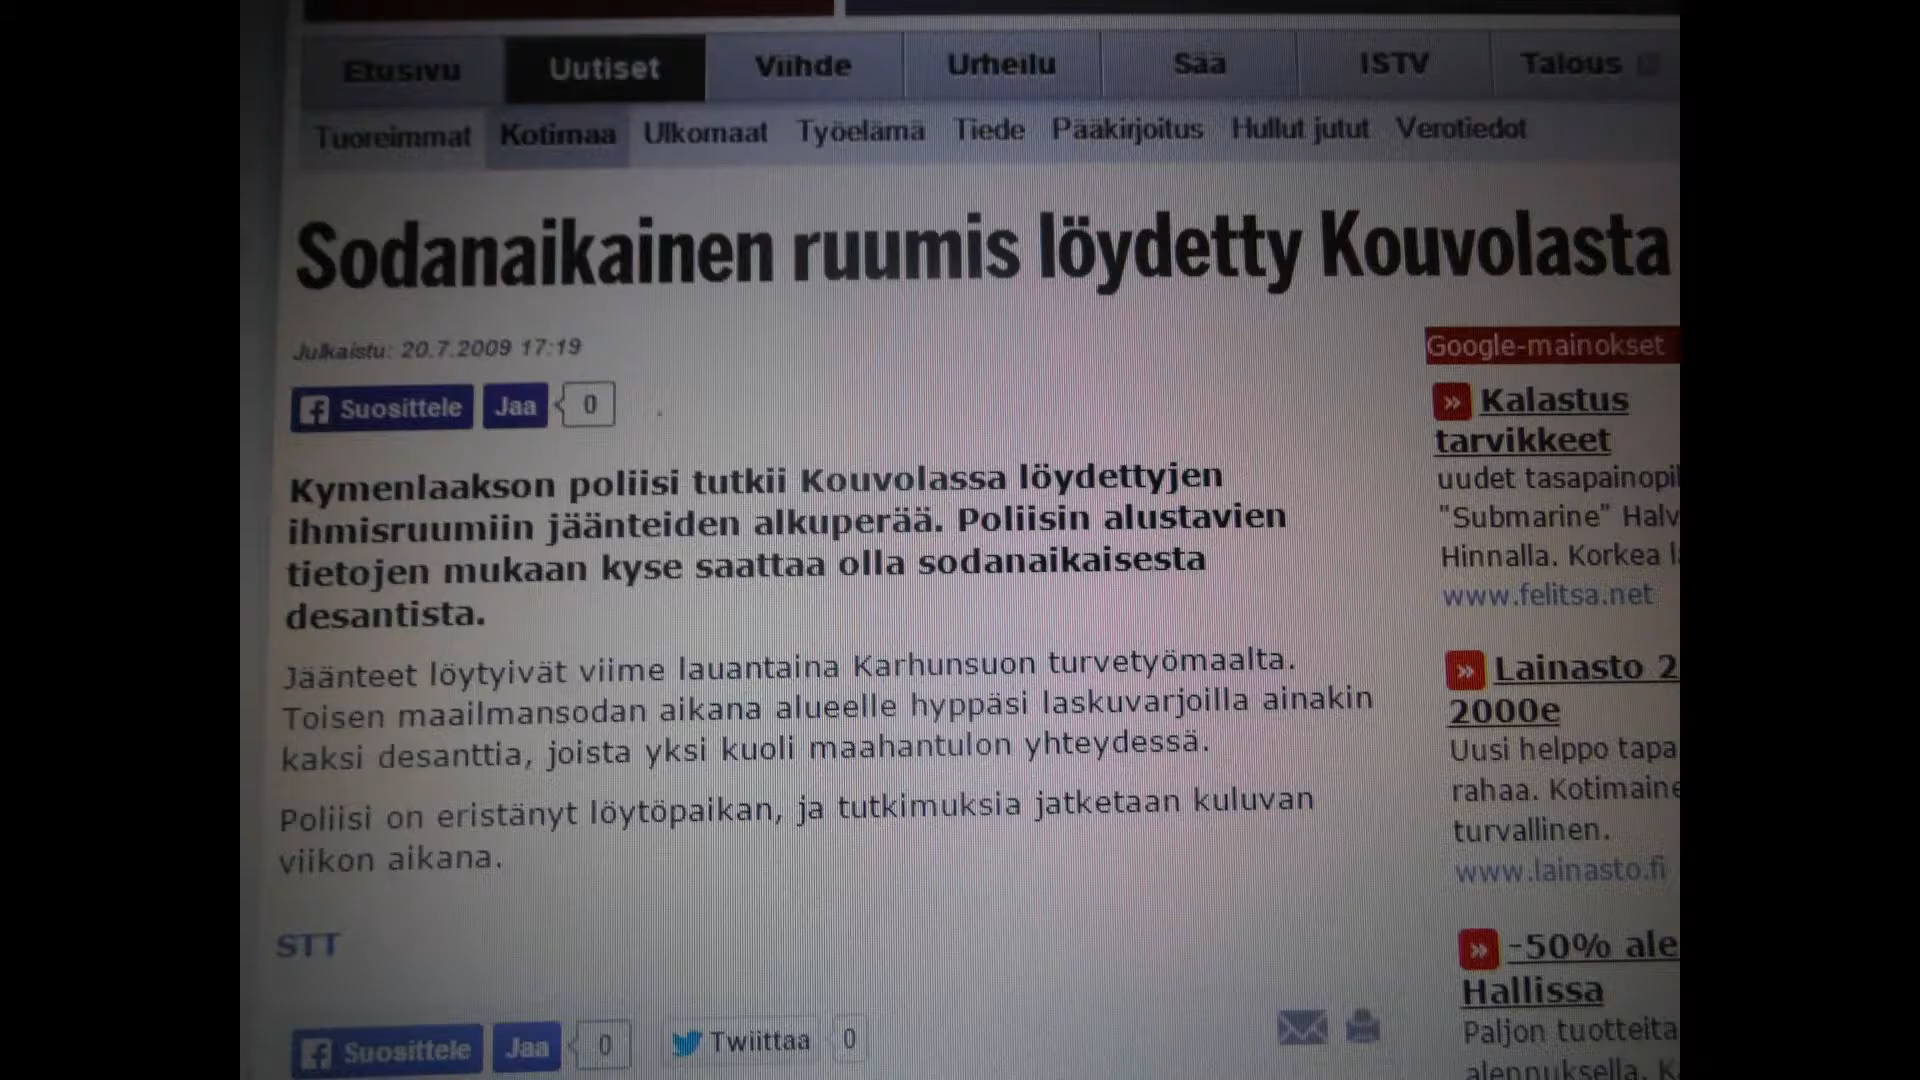 Etusivu Uutiset Viihde Urheilu Sää ISTV Talous
Tuoreimmat Kotimaa Ulkomaat Työelämä Tiede Pääkirjoitus Hullut jutut Verotiedot
Sodanaikainen ruumis löydetty Kouvolasta
Julkaistu: 20.7.2009 17:19
Suosittele Jaa 0
Kymenlaakson poliisi tutkii Kouvolassa löydettyjen
ihmisruumiin jäänteiden alkuperää. Poliisin alustavien
tietojen mukaan kyse saattaa olla sodanaikaisesta
desantista.
Jäänteet löytyivät viime lauantaina Karhunsuon turvetyömaalta.
Toisen maailmansodan aikana alueelle hyppäsi laskuvarjoilla ainakin
kaksi desanttia, joista yksi kuoli maahantulon yhteydessä.
Poliisi on eristänyt löytöpaikan, ja tutkimuksia jatketaan kuluvan
viikon aikana.
STT
Suosittele Jaa 0 Twiittaa 0
Google-mainokset
» Kalastus
tarvikkeet
uudet tasapainopil
"Submarine" Halv
Hinnalla. Korkea
www.felitsa.net
» Lainasto 2
2000e
Uusi helppo tapa
rahaa. Kotimaine
turvallinen.
www.lainasto.fi
» -50% ale
Hallissa
Paljon tuotteita
alennuksella. K